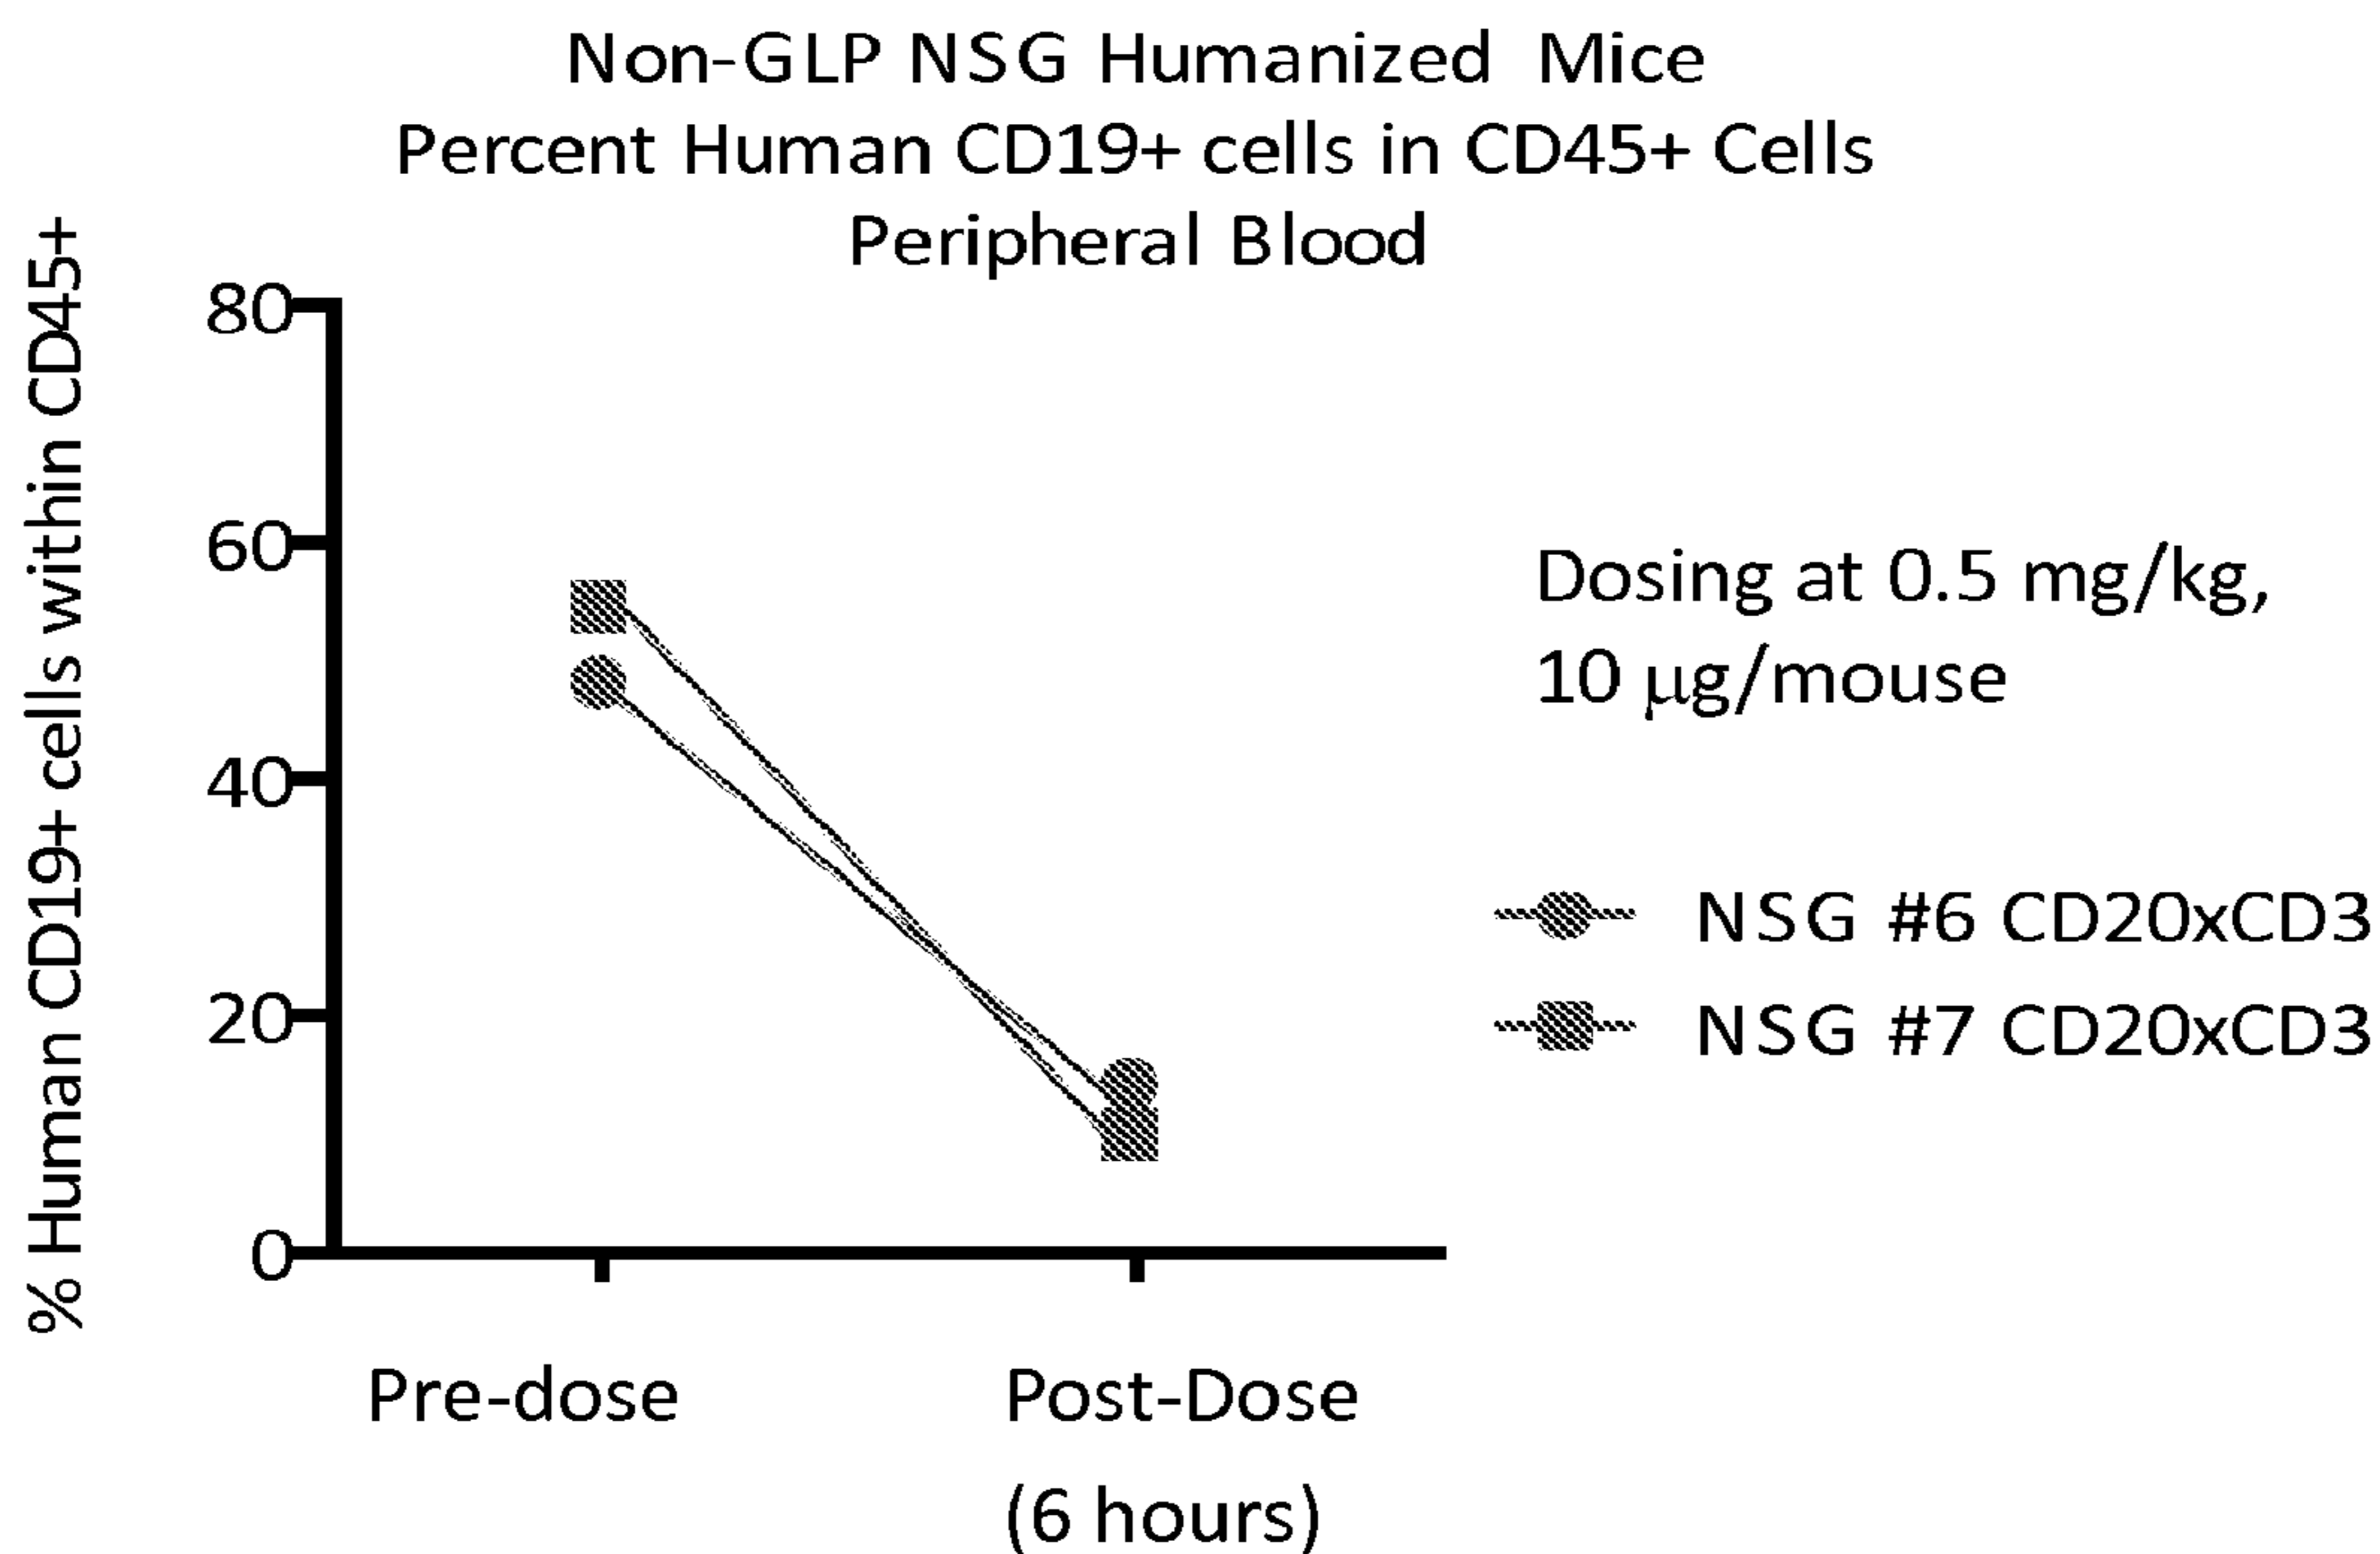 Non-GLP NSG Humanized Mice
Percent Human CD19+ cells in CD45+ Cells
Peripheral Blood
% Human CD19+ cells within CD45+
80
60
40
20
0
Pre-dose
Post-Dose
(6 hours)
Dosing at 0.5 mg/kg,
10 µg/mouse
NSG #6 CD20xCD3
NSG #7 CD20xCD3